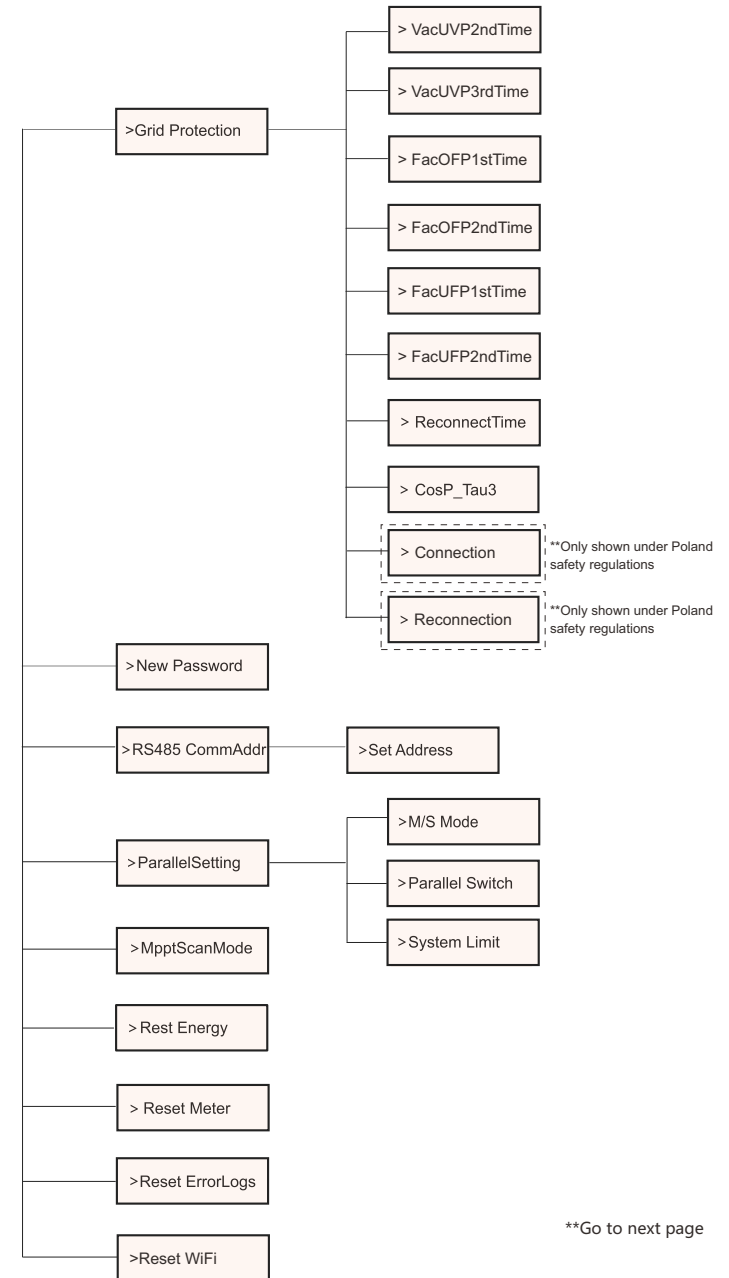 > VacUVP2ndTime
> VacUVP3rdTime
>Grid Protection
> FacOFP1stTime
> FacOFP2ndTime
> FacUFP1stTime
> FacUFP2ndTime
> ReconnectTime
> CosP_Tau3
> Connection
**Only shown under Poland
safety regulations
> Reconnection
**Only shown under Poland
safety regulations
>New Password
>RS485 CommAddr
>Set Address
>M/S Mode
>ParallelSetting
>Parallel Switch
>System Limit
>MpptScanMode
> Rest Energy
> Reset Meter
>Reset ErrorLogs
**Go to next page
>Reset WiFi